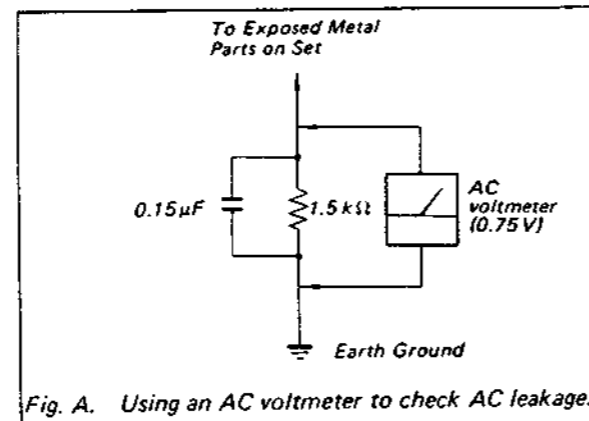 To Exposed Metal
Parts on Set
0.15μF
1.5 kΩ
AC
voltmeter
(0.75 V)
Earth Ground
Fig. A. Using an AC voltmeter to check AC leakage.